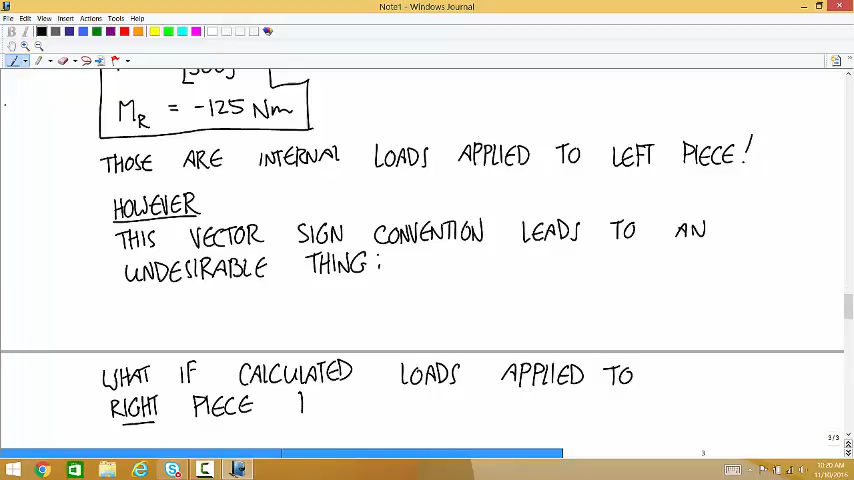 Note1 - Windows Journal
File Edit View Insert Actions Tools Help
M_R = -125 Nm
THOSE ARE INTERNAL LOADS APPLIED TO LEFT PIECE!
HOWEVER
THIS VECTOR SIGN CONVENTION LEADS TO AN
UNDESIRABLE THING:
WHAT IF CALCULATED LOADS APPLIED TO
RIGHT PIECE
3/3
3
10:20 AM
11/10/2016